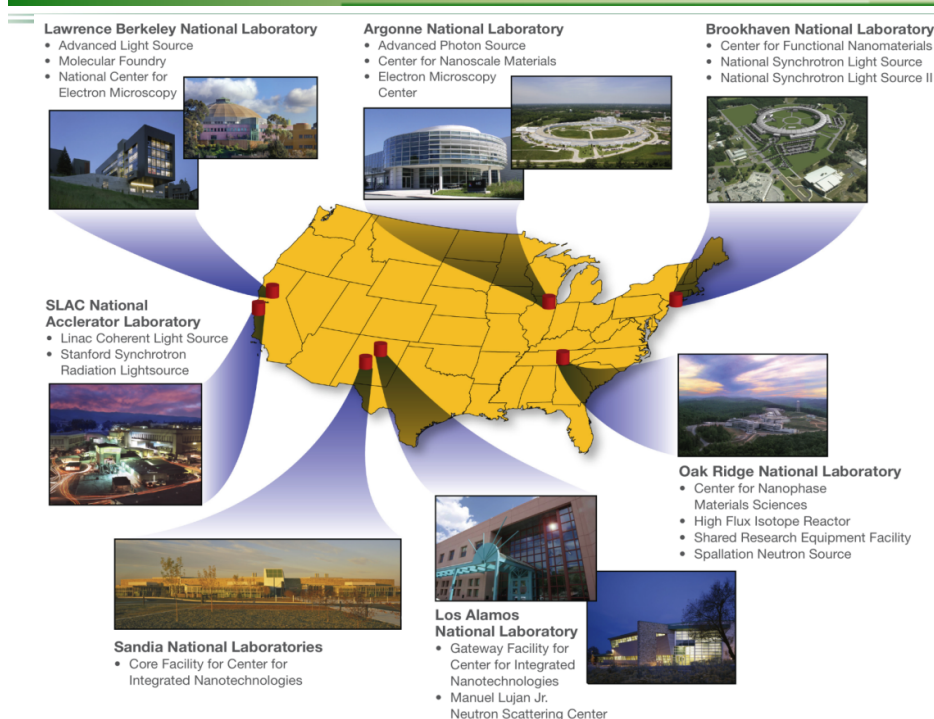 Lawrence Berkeley National Laboratory
• Advanced Light Source
• Molecular Foundry
• National Center for
Electron Microscopy
Argonne National Laboratory
• Advanced Photon Source
• Center for Nanoscale Materials
• Electron Microscopy
Center
Brookhaven National Laboratory
• Center for Functional Nanomaterials
• National Synchrotron Light Source
• National Synchrotron Light Source II
SLAC National
Acclerator Laboratory
• Linac Coherent Light Source
• Stanford Synchrotron
Radiation Lightsource
Oak Ridge National Laboratory
• Center for Nanophase
Materials Sciences
• High Flux Isotope Reactor
• Shared Research Equipment Facility
• Spallation Neutron Source
Sandia National Laboratories
• Core Facility for Center for
Integrated Nanotechnologies
Los Alamos
National Laboratory
• Gateway Facility for
Center for Integrated
Nanotechnologies
• Manuel Lujan Jr.
Neutron Scattering Center